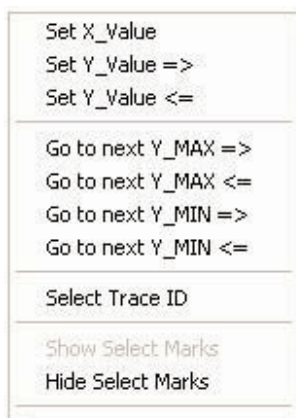 Set X_Value
Set Y_Value =>
Set Y_Value <=
Go to next Y_MAX =>
Go to next Y_MAX <=
Go to next Y_MIN =>
Go to next Y_MIN <=
Select Trace ID
Show Select Marks
Hide Select Marks